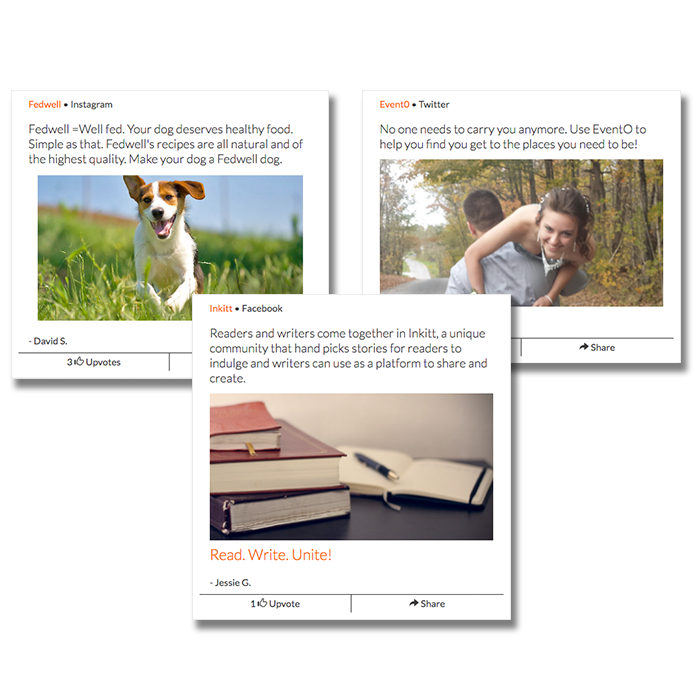 Fedwell • Instagram
Fedwell =Well fed. Your dog deserves healthy food.
Simple as that. Fedwell's recipes are all natural and of
the highest quality. Make your dog a Fedwell dog.
- David S.
3 Upvotes
EventO • Twitter
No one needs to carry you anymore. Use EventO to
help you find you get to the places you need to be!
Share
Inkitt • Facebook
Readers and writers come together in Inkitt, a unique
community that hand picks stories for readers to
indulge and writers can use as a platform to share and
create.
Read. Write. Unite!
- Jessie G.
1 Upvote
Share